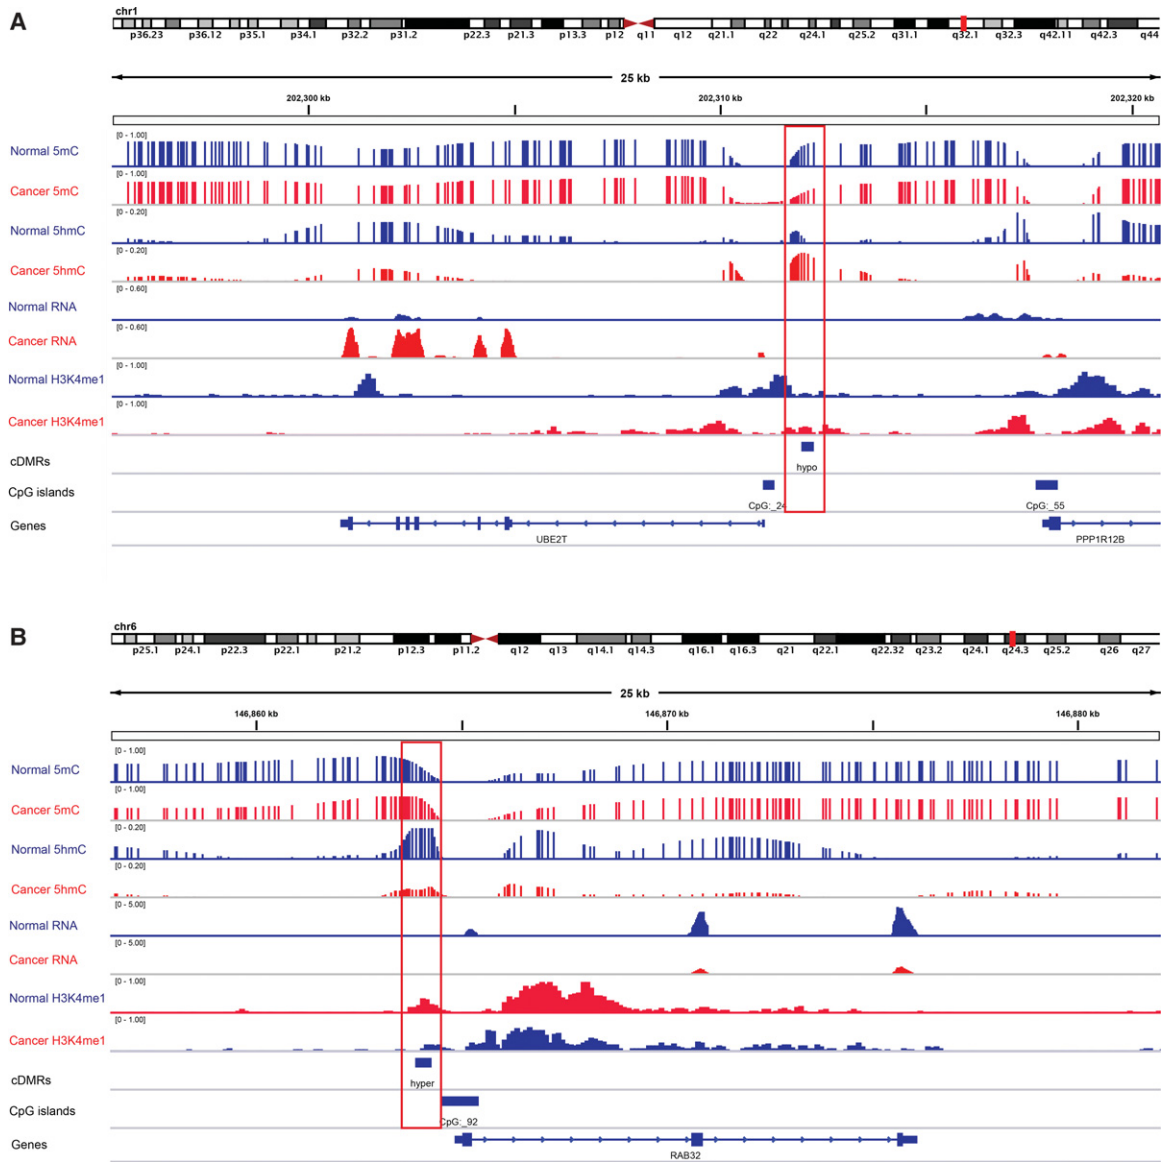 A
chr1
p36.23 p36.12 p35.1 p34.1 p32.2 p31.2 p22.3 p21.3 p13.3 p12 q11 q12 q21.1 q22 q24.1 q25.2 q31.1 q32.1 q32.3 q42.11 q42.3 q44
25 kb
202,300 kb 202,310 kb 202,320 kb
[0 - 1.00]
Normal 5mC
[0 - 1.00]
Cancer 5mC
[0 - 0.20]
Normal 5hmC
[0 - 0.20]
Cancer 5hmC
[0 - 0.60]
Normal RNA
[0 - 0.60]
Cancer RNA
[0 - 1.00]
Normal H3K4me1
[0 - 1.00]
Cancer H3K4me1
cDMRs
hypo
CpG islands
CpG:_24 CpG:_55
Genes
UBE2T PPP1R12B
B
chr6
p25.1 p24.1 p22.3 p22.1 p21.2 p12.3 p11.2 q12 q13 q14.1 q14.3 q16.1 q16.3 q21 q22.1 q22.32 q23.2 q24.1 q24.3 q25.2 q26 q27
25 kb
146,860 kb 146,870 kb 146,880 kb
[0 - 1.00]
Normal 5mC
[0 - 1.00]
Cancer 5mC
[0 - 0.20]
Normal 5hmC
[0 - 0.20]
Cancer 5hmC
[0 - 5.00]
Normal RNA
[0 - 5.00]
Cancer RNA
[0 - 1.00]
Normal H3K4me1
[0 - 1.00]
Cancer H3K4me1
cDMRs
hyper
CpG islands
CpG:_92
Genes
RAB32